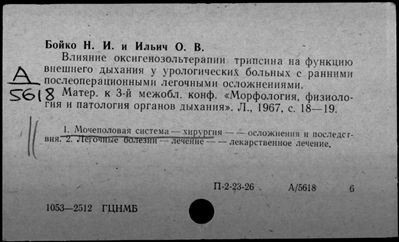 Бойко Н. И. и Ильич О. В.
Влияние оксигенозольтерапии трипсина на функцию
внешнего дыхания у урологических больных с ранними
послеоперационными легочными осложнениями.
А
5618
Матер. к 3-й межобл. конф. «Морфология, физиоло-
гия и патология органов дыхания». Л., 1967, с. 18—19.
1. Мочеполовая система — хирургия — — осложнения и последст-
вия. 2. Легочные болезни — лечение — — лекарственное лечение.
П-2-23-26 А/5618 6
1053—2512 ГЦНМБ